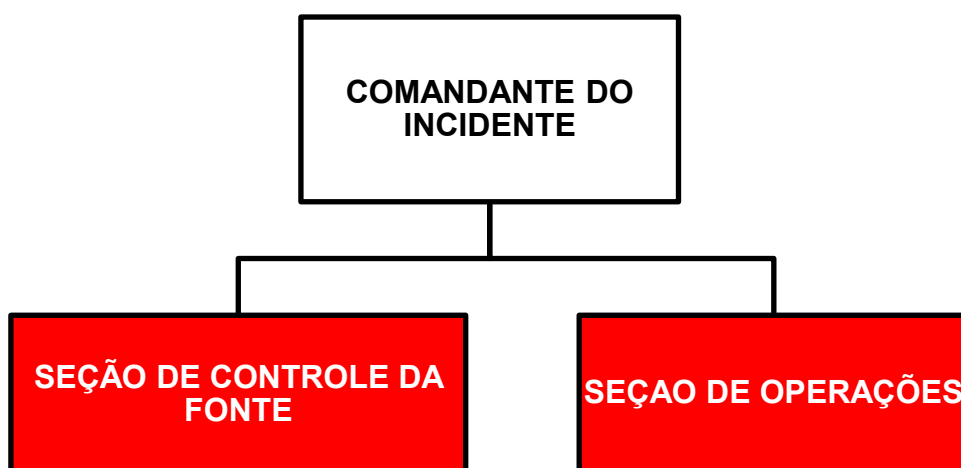 COMANDANTE DO
INCIDENTE
SEÇÃO DE CONTROLE DA
FONTE
SEÇAO DE OPERAÇÕES